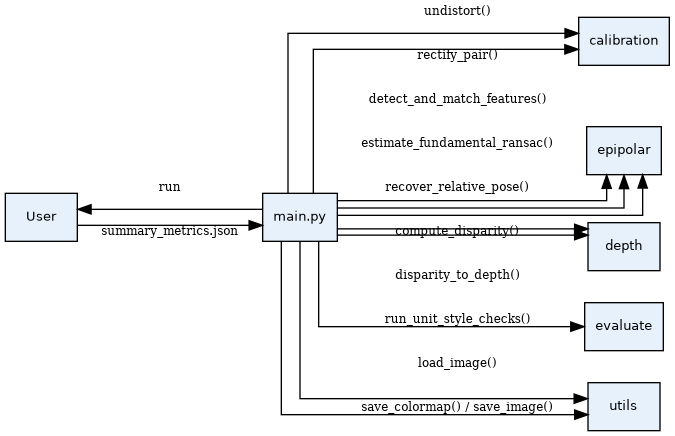 undistort()
calibration
rectify_pair()
detect_and_match_features()
estimate_fundamental_ransac()
epipolar
recover_relative_pose()
run
User
main.py
summary_metrics.json
compute_disparity()
depth
disparity_to_depth()
run_unit_style_checks()
evaluate
load_image()
save_colormap() / save_image()
utils